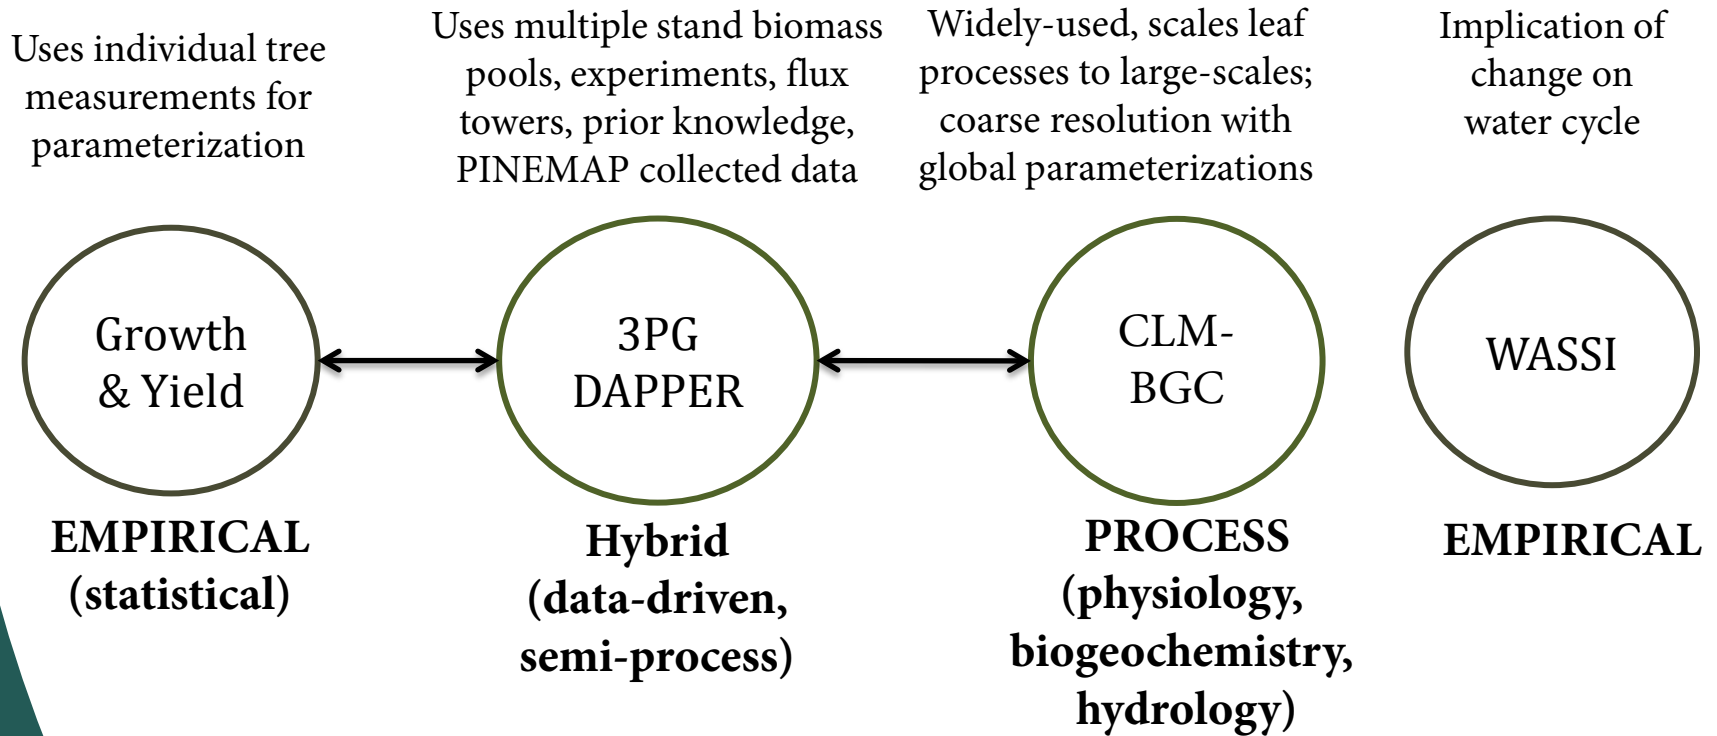 Uses individual tree
measurements for
parameterization
Uses multiple stand biomass
pools, experiments, flux
towers, prior knowledge,
PINEMAP collected data
Widely-used, scales leaf
processes to large-scales;
coarse resolution with
global parameterizations
Implication of
change on
water cycle
Growth
& Yield
3PG
DAPPER
CLM-
BGC
WASSI
EMPIRICAL
(statistical)
Hybrid
(data-driven,
semi-process)
PROCESS
(physiology,
biogeochemistry,
hydrology)
EMPIRICAL